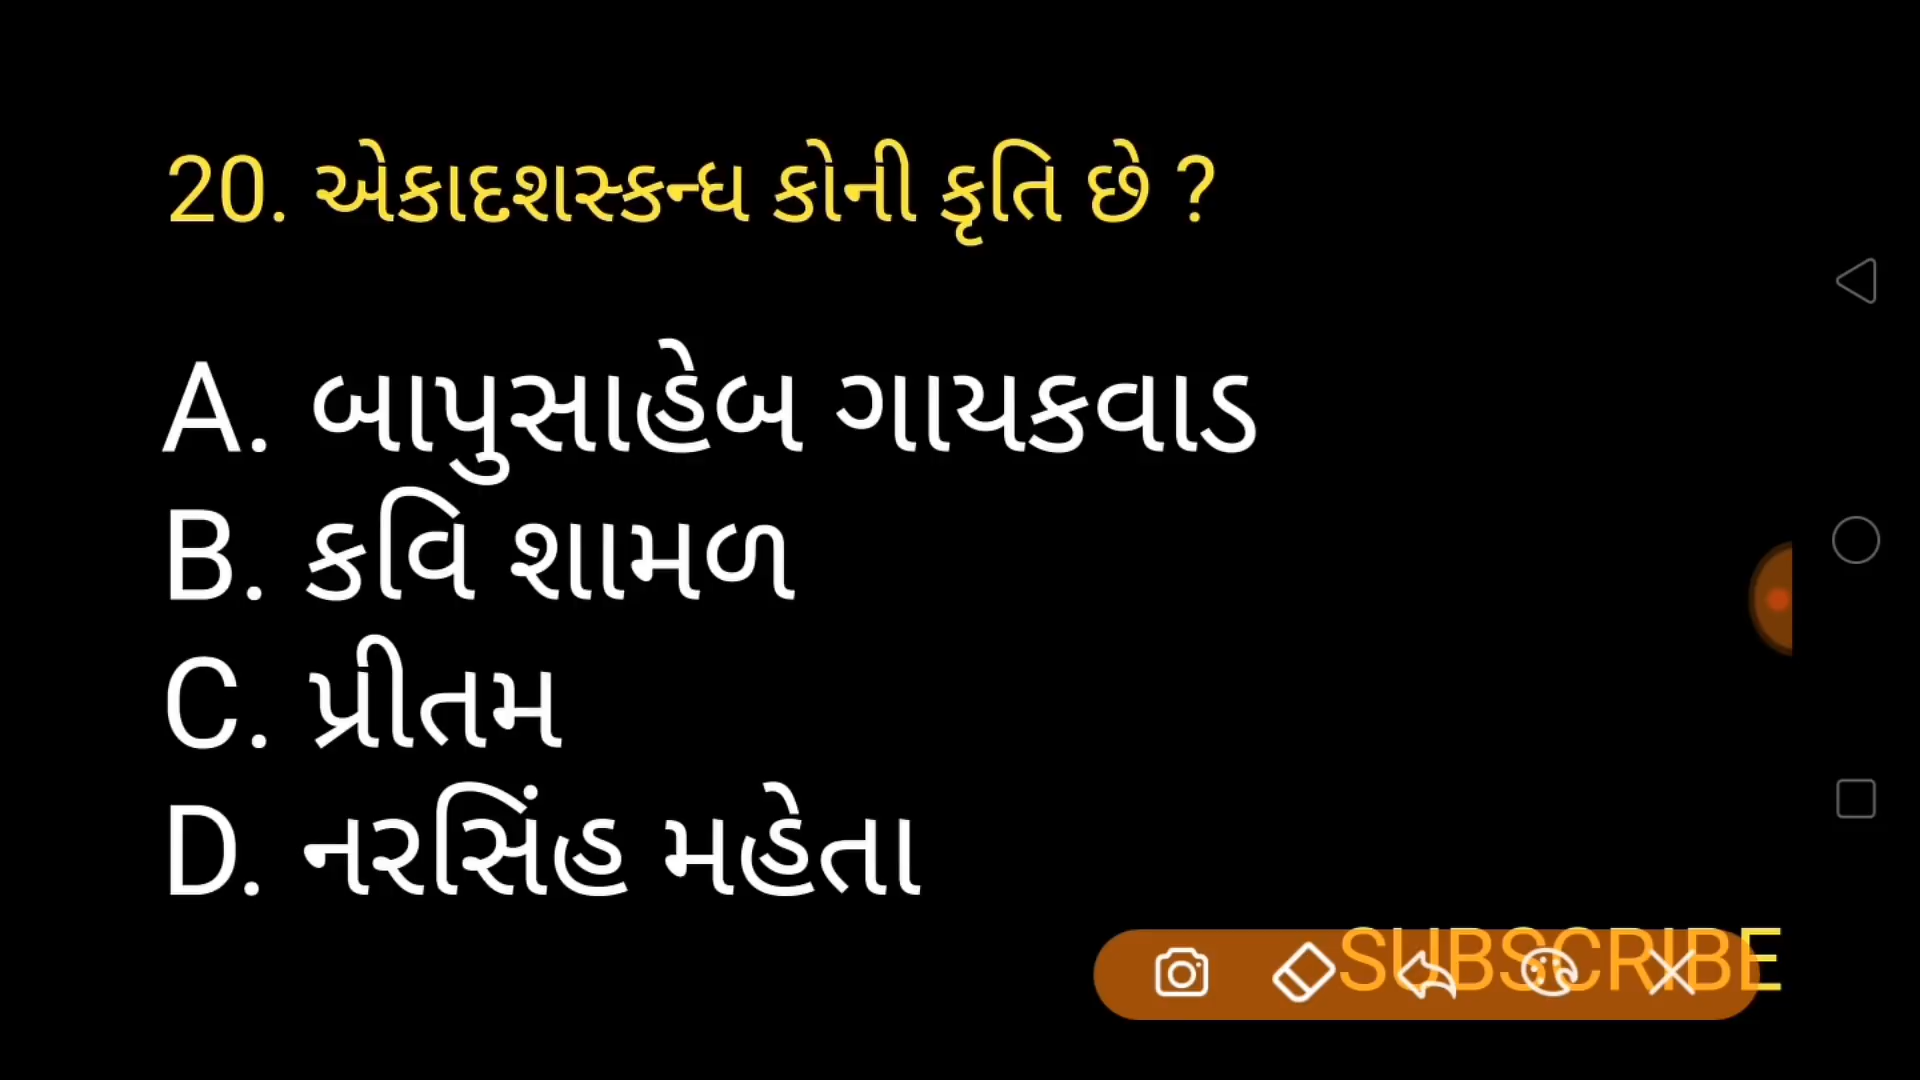 20. એકાદશસ્કન્ધ કોની કૃતિ છે ?
A. બાપુસાહેબ ગાયકવાડ
B. કવિ શામળ
C. પ્રીતમ
D. નરસિંહ મહેતા
SUBSCRIBE